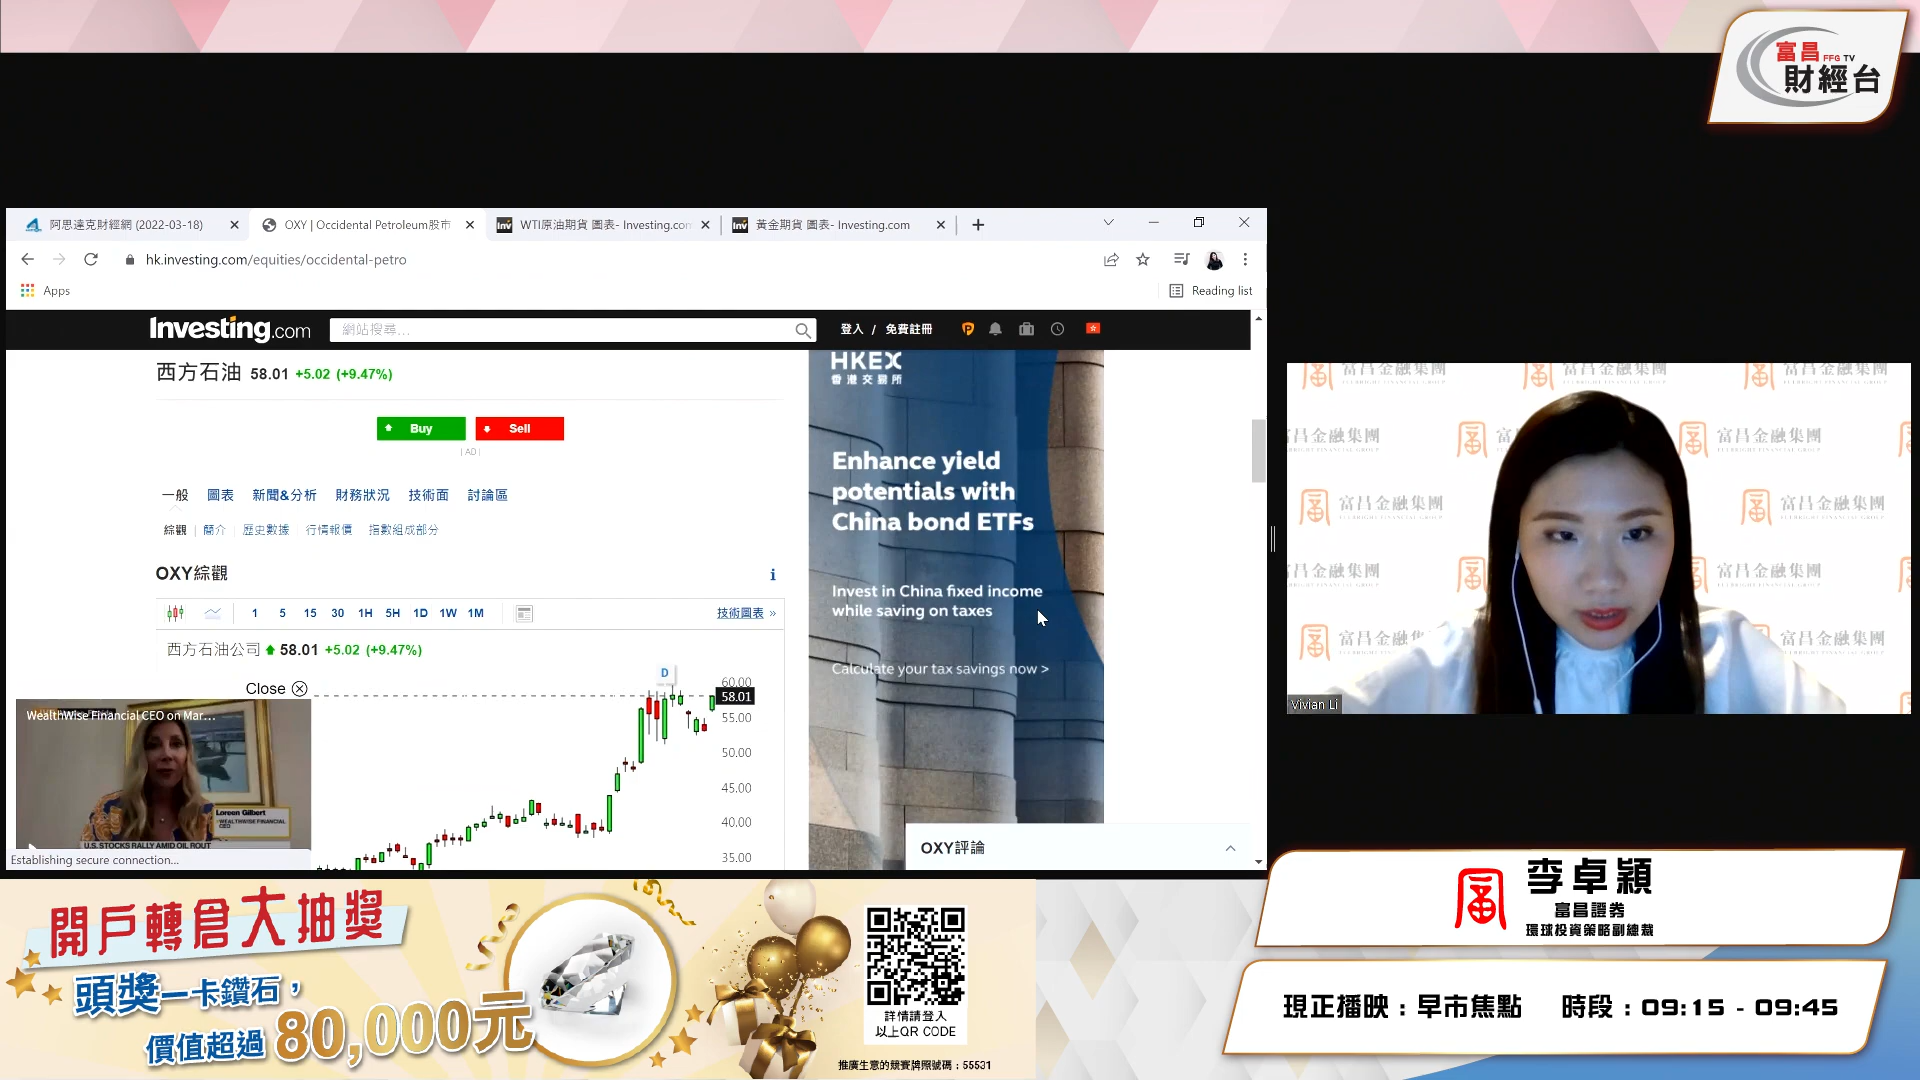 富昌 FFG TV
財經台
阿思達克財經網 (2022-03-18)
OXY | Occidental Petroleum股市
WTI原油期貨 圖表- Investing.com
黃金期貨 圖表- Investing.com
hk.investing.com/equities/occidental-petro
Apps
Reading list
Investing.com
網站搜尋...
登入 / 免費註冊
西方石油 58.01 +5.02 (+9.47%)
Buy
Sell
| AD |
一般 圖表 新聞&分析 財務狀況 技術面 討論區
綜觀 簡介 歷史數據 行情報價 指數組成部分
OXY綜觀
1 5 15 30 1H 5H 1D 1W 1M
技術圖表 »
西方石油公司 58.01 +5.02 (+9.47%)
D
60.00
58.01
55.00
50.00
45.00
40.00
35.00
Close
WealthWise Financial CEO on Mar...
Loreen Gilbert
WEALTHWISE FINANCIAL
CEO
U.S. STOCKS RALLY AMID OIL ROUT
Establishing secure connection...
HKEX
香港交易所
Enhance yield
potentials with
China bond ETFs
Invest in China fixed income
while saving on taxes
Calculate your tax savings now >
OXY評論
富昌金融集團
Vivian Li
李卓穎
富昌證券
環球投資策略副總裁
現正播映：早市焦點 時段：09:15 - 09:45
開戶轉倉大抽獎
頭獎一卡鑽石，
價值超過80,000元
詳情請登入
以上QR CODE
推廣生意的競賽牌照號碼：55531